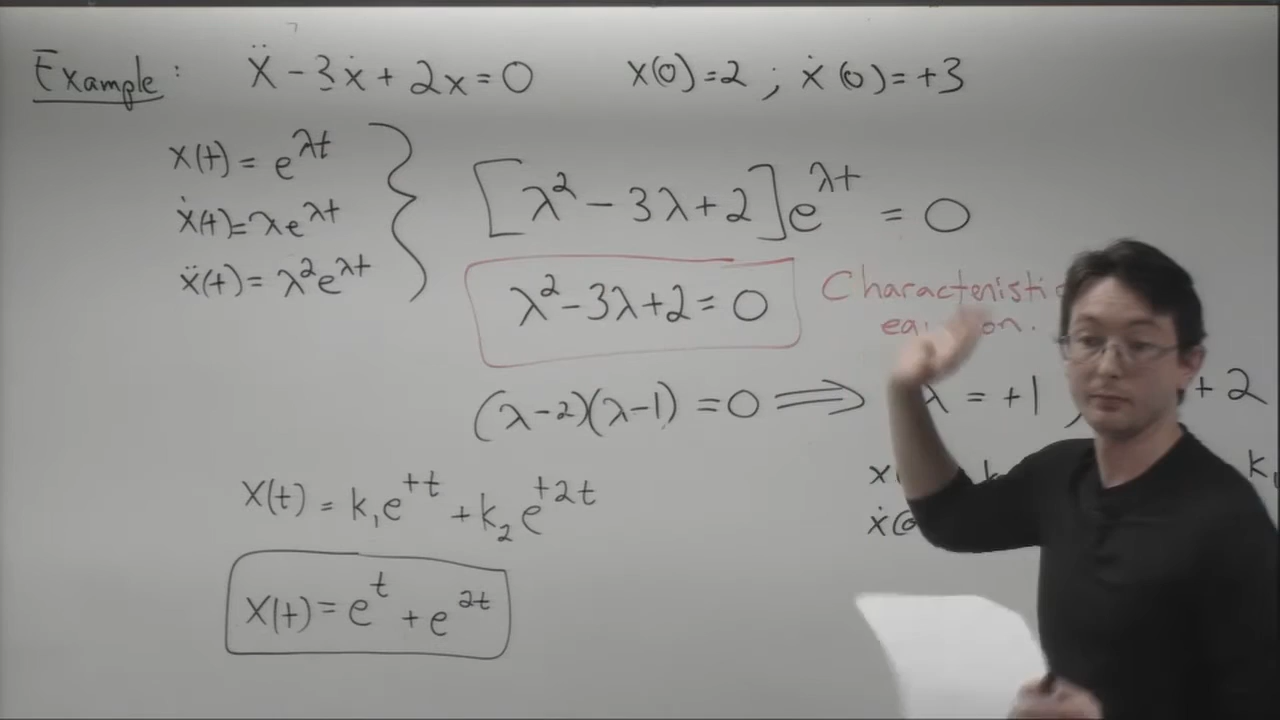 Example: ẍ - 3ẋ + 2x = 0 x(0) = 2 ; ẋ(0) = +3
x(t) = e^{λt}
ẋ(t) = λe^{λt}
ẍ(t) = λ²e^{λt}
[λ² - 3λ + 2]e^{λt} = 0
λ² - 3λ + 2 = 0
Characteristic
(λ-2)(λ-1) = 0 ⟹ λ = +1, +2
x(t) = k₁e^{+t} + k₂e^{+2t}
x(t) = e^{t} + e^{2t}